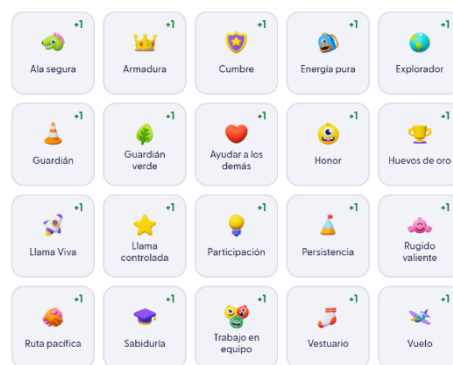 +1 +1 +1 +1 +1
Ala segura Armadura Cumbre Energía pura Explorador
+1 +1 +1 +1 +1
Guardián Guardián verde Ayudar a los demás Honor Huevos de oro
+1 +1 +1 +1 +1
Llama Viva Llama controlada Participación Persistencia Rugido valiente
+1 +1 +1 +1 +1
Ruta pacífica Sabiduría Trabajo en equipo Vestuario Vuelo